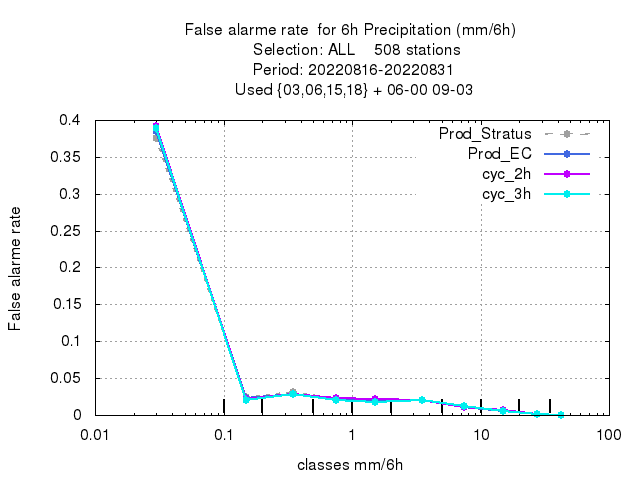 False alarme rate  for 6h Precipitation (mm/6h)
Selection: ALL    508 stations
Period: 20220816-20220831
Used {03,06,15,18} + 06-00 09-03
Prod_Stratus
Prod_EC
cyc_2h
cyc_3h
0.4
0.35
0.3
0.25
0.2
0.15
0.1
0.05
0
False alarme rate
0.01 0.1 1 10 100
classes mm/6h